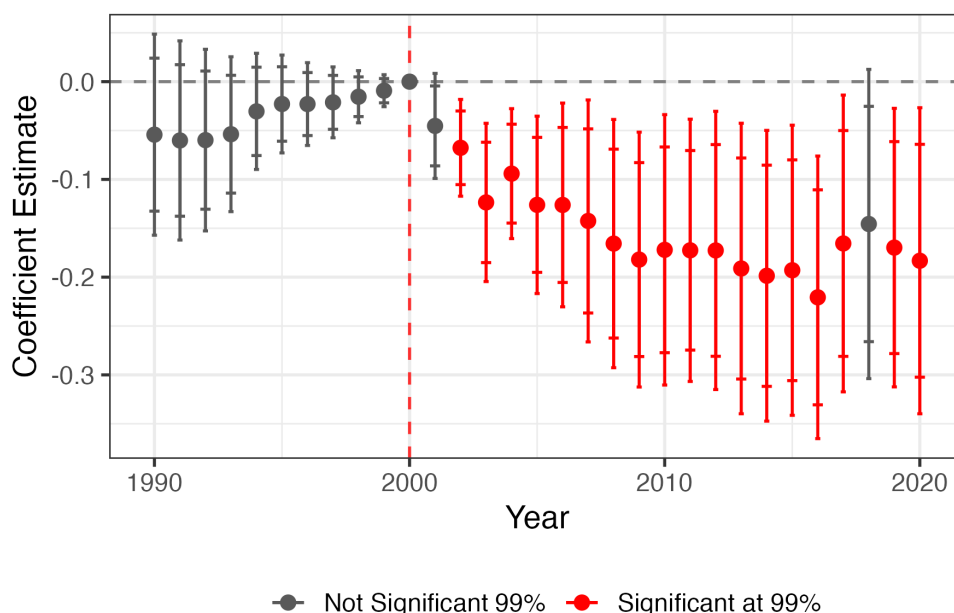 0.0
-0.1
-0.2
-0.3
Coefficient Estimate
1990 2000 2010 2020
Year
Not Significant 99% Significant at 99%